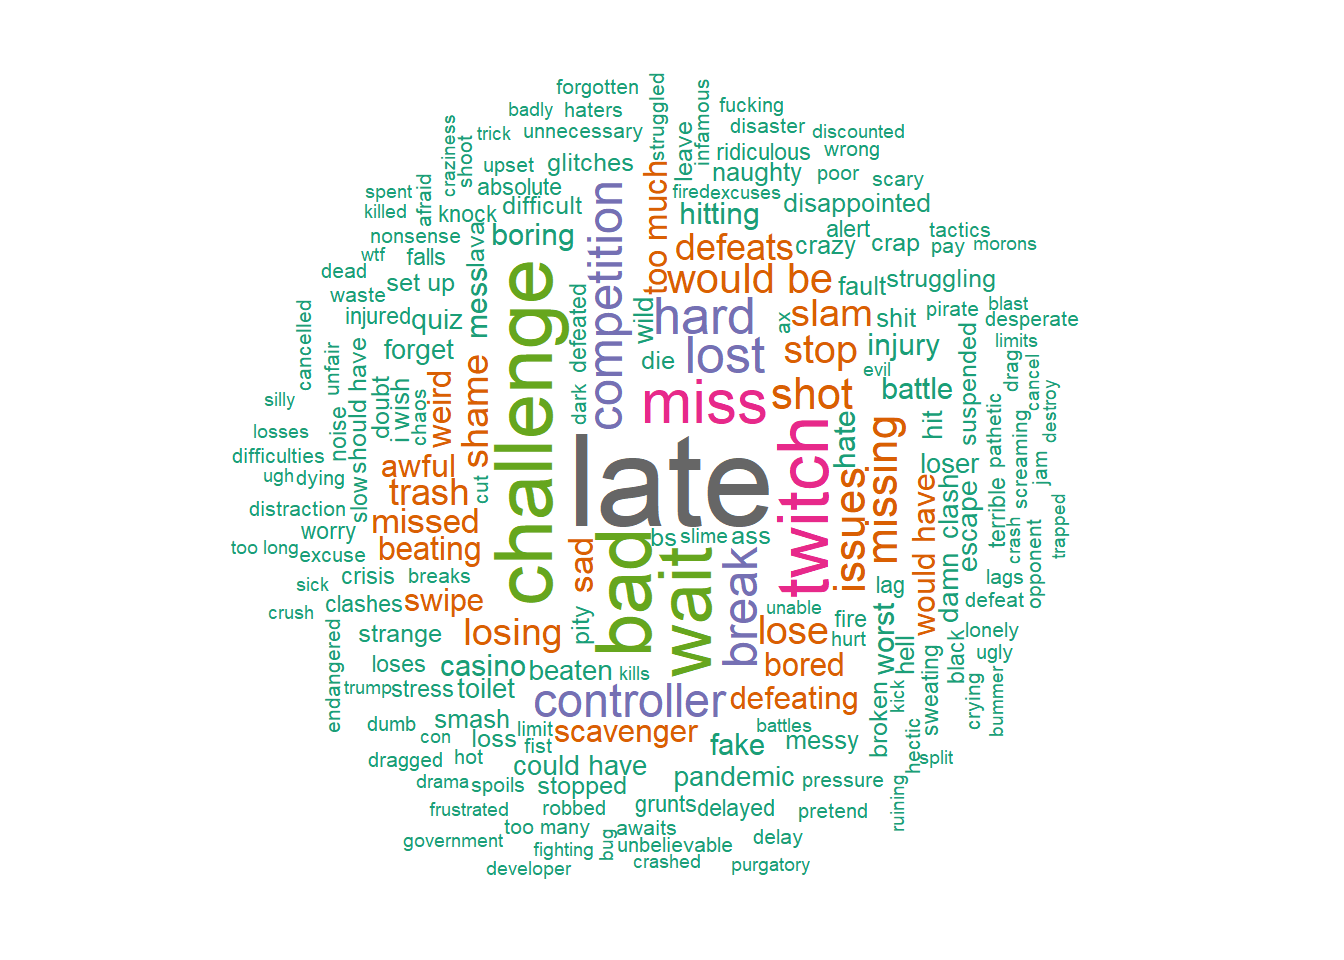 forgotten
struggled
infamous
fucking
badly
haters
craziness
trick
unnecessary
leave
disaster
discounted
shoot
upset
glitches
ridiculous
wrong
spent
afraid
absolute
too much
naughty
poor
scary
fired
excuses
killed
knock
difficult
competition
hitting
disappointed
nonsense
boring
defeats
crazy
alert
crap
tactics
pay
morons
wtf
falls
lava
dead
set up
mess
challenge
would be
fault
struggling
waste
cancelled
injured
quiz
defeated
wild
hard
ax
slam
shit
pirate
blast
desperate
unfair
should have
forget
die
lost
stop
injury
evil
suspended
limits
drag
cancel
silly
doubt
i wish
chaos
weird
shame
dark
miss
shot
battle
pathetic
destroy
losses
noise
twitch
hate
missing
hit
screaming
difficulties
awful
late
loser
clash
jam
ugh
dying
slow
trash
cut
issues
would have
escape
terrible
crash
trapped
distraction
worry
missed
bs
slime
ass
damn
too long
excuse
beating
sad
bad
wait
break
sick
crisis
breaks
lag
lags
opponent
crush
clashes
swipe
pity
unable
fire
worst
defeat
endangered
strange
losing
lose
hurt
hell
black
lonely
loses
casino
beaten
kills
bored
ugly
trump
stress
toilet
controller
defeating
broken
kick
sweating
crying
bummer
dumb
smash
limit
scavenger
battles
con
loss
fist
fake
messy
hectic
split
dragged
hot
could have
drama
spoils
stopped
pandemic
pressure
ruining
frustrated
robbed
grunts
delayed
pretend
government
too many
awaits
fighting
bug
unbelievable
delay
developer
crashed
purgatory